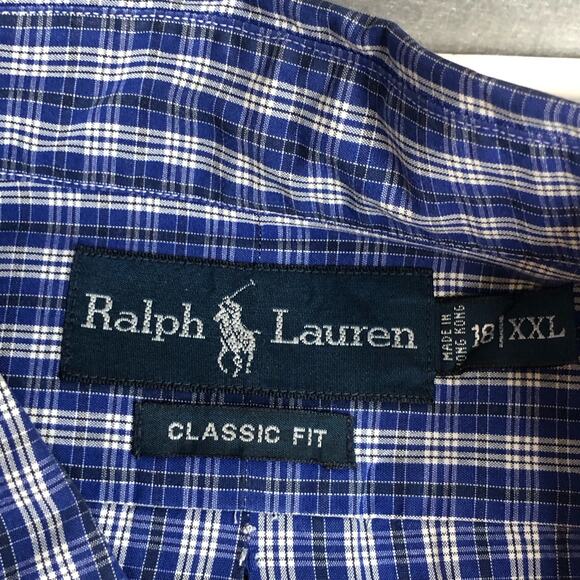 Ralph Lauren
MADE IN
HONG KONG
18 XXL
CLASSIC FIT